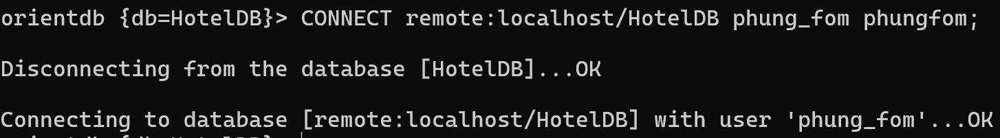 orientdb {db=HotelDB}> CONNECT remote:localhost/HotelDB phung_fom phungfom;
Disconnecting from the database [HotelDB]...OK
Connecting to database [remote:localhost/HotelDB] with user 'phung_fom'...OK